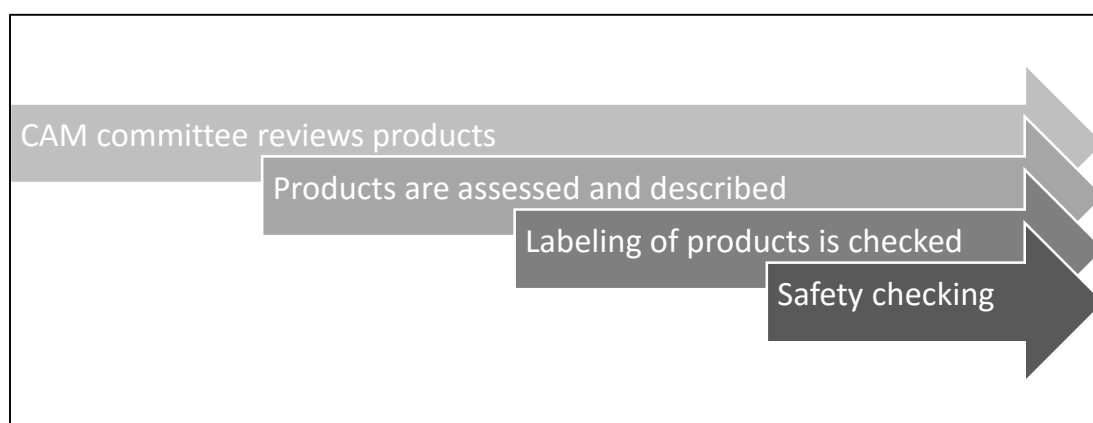 CAM committee reviews products
Products are assessed and described
Labeling of products is checked
Safety checking